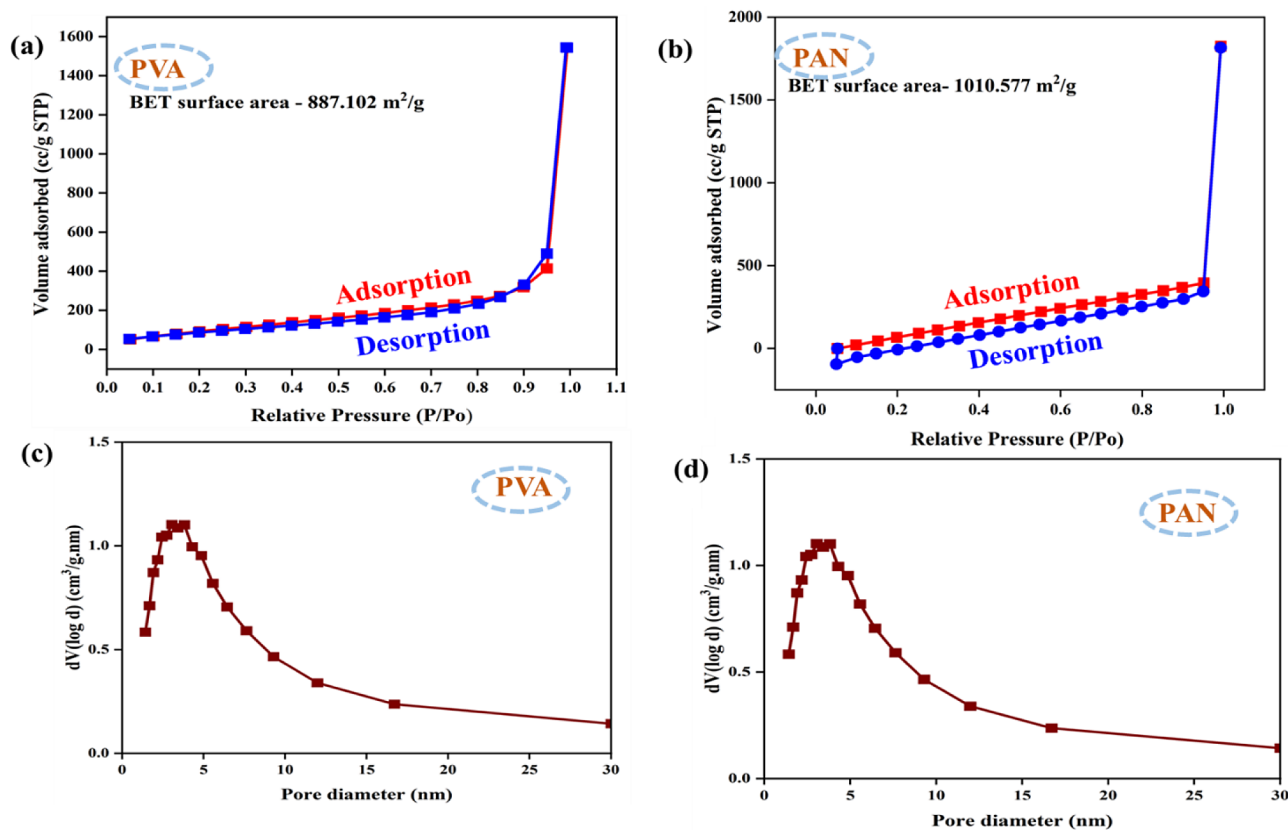 (a)
PVA
BET surface area - 887.102 m²/g
Volume adsorbed (cc/g STP)
1600
1400
1200
1000
800
600
400
200
0
Adsorption
Desorption
0.1 0.2 0.3 0.4 0.5 0.6 0.7 0.8 0.9 1.0 1.1
Relative Pressure (P/Po)
(b)
PAN
BET surface area- 1010.577 m²/g
Volume adsorbed (cc/g STP)
2000
1500
1000
500
0
Adsorption
Desorption
0.0 0.2 0.4 0.6 0.8 1.0
Relative Pressure (P/Po)
(c)
PVA
dV(log d) (cm³/g.nm)
1.5
1.0
0.5
0.0
0 5 10 15 20 25 30
Pore diameter (nm)
(d)
PAN
dV(log d) (cm³/g.nm)
1.5
1.0
0.5
0.0
0 5 10 15 20 25 30
Pore diameter (nm)